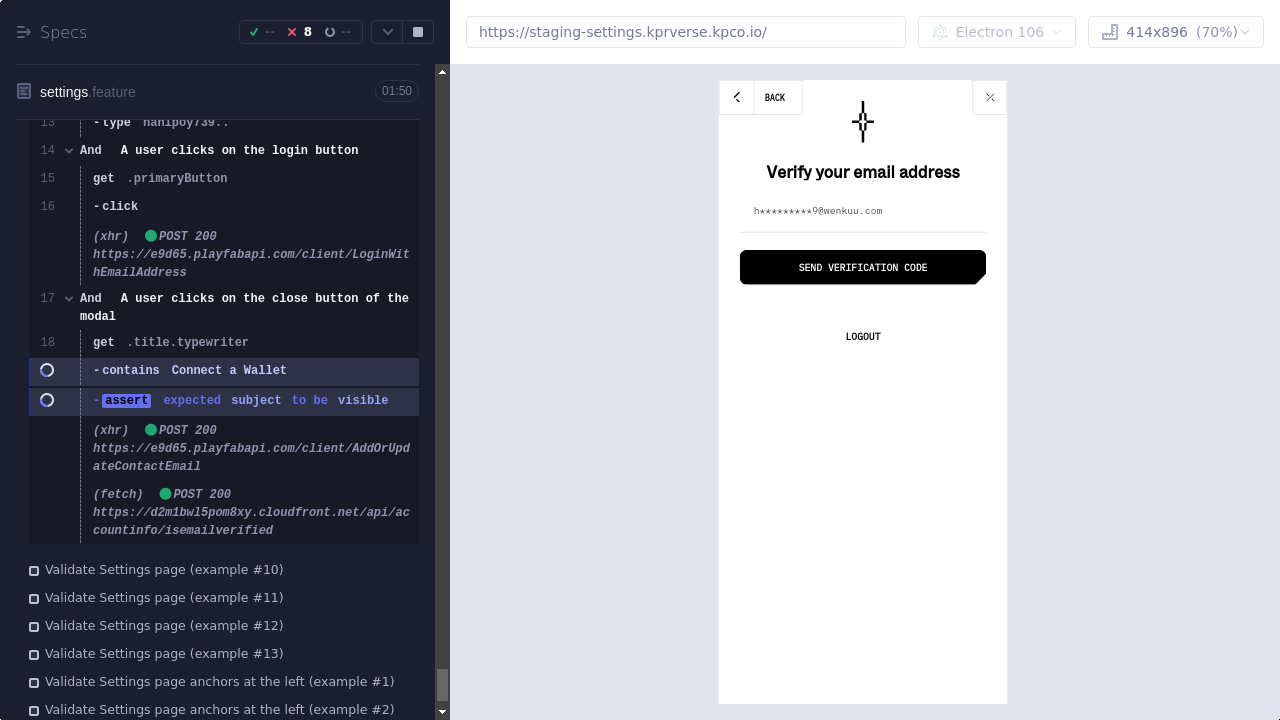 Specs
--
8
--
settings.feature
01:50
13 -type hanipoy739..
14 And A user clicks on the login button
15 get .primaryButton
16 -click
(xhr) POST 200
https://e9d65.playfabapi.com/client/LoginWit
hEmailAddress
17 And A user clicks on the close button of the
modal
18 get .title.typewriter
-contains Connect a Wallet
-assert expected subject to be visible
(xhr) POST 200
https://e9d65.playfabapi.com/client/AddOrUpd
ateContactEmail
(fetch) POST 200
https://d2m1bwl5pom8xy.cloudfront.net/api/ac
countinfo/isemailverified
Validate Settings page (example #10)
Validate Settings page (example #11)
Validate Settings page (example #12)
Validate Settings page (example #13)
Validate Settings page anchors at the left (example #1)
Validate Settings page anchors at the left (example #2)
https://staging-settings.kprverse.kpco.io/
Electron 106
414x896 (70%)
BACK
Verify your email address
h*********9@wenkuu.com
SEND VERIFICATION CODE
LOGOUT